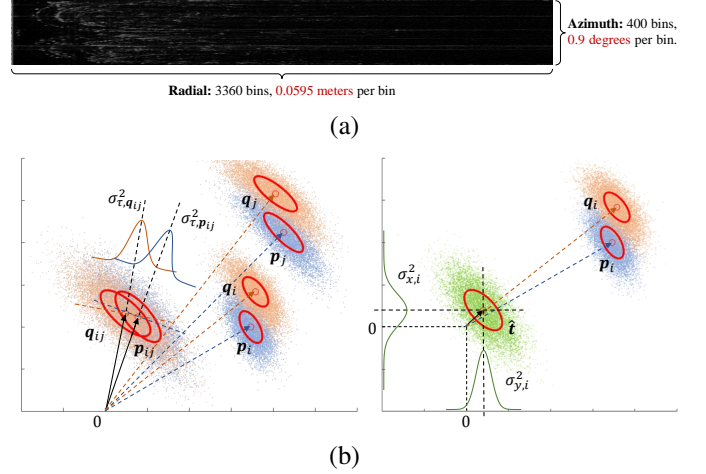 Azimuth: 400 bins,
0.9 degrees per bin.
Radial: 3360 bins, 0.0595 meters per bin
(a)
σ²τ,qij
σ²τ,pij
qj
pj
qi
pi
qij
pij
0
qi
pi
σ²x,i
0
t̂
σ²y,i
0
(b)